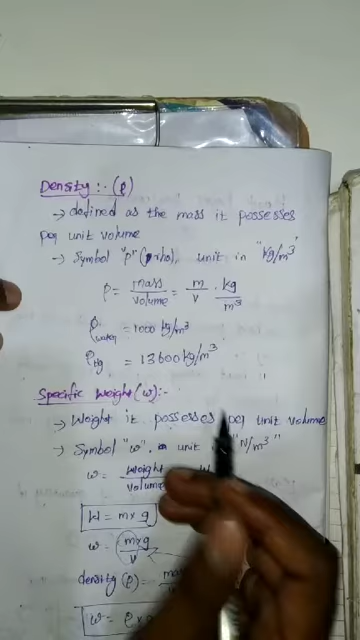 Density :- (ρ)
→ defined as the mass it possesses
per unit volume
→ Symbol "ρ" (rho), unit in "kg/m³"
ρ = mass/volume = m/v . kg/m³
ρwater = 1000 kg/m³
ρHg = 13600 kg/m³
Specific Weight (w) :-
→ Weight it possesses per unit volume
→ Symbol "w", unit "N/m³"
w = weight/volume
W = m×g
w = m×g/v
density (ρ) =
w = ρ×